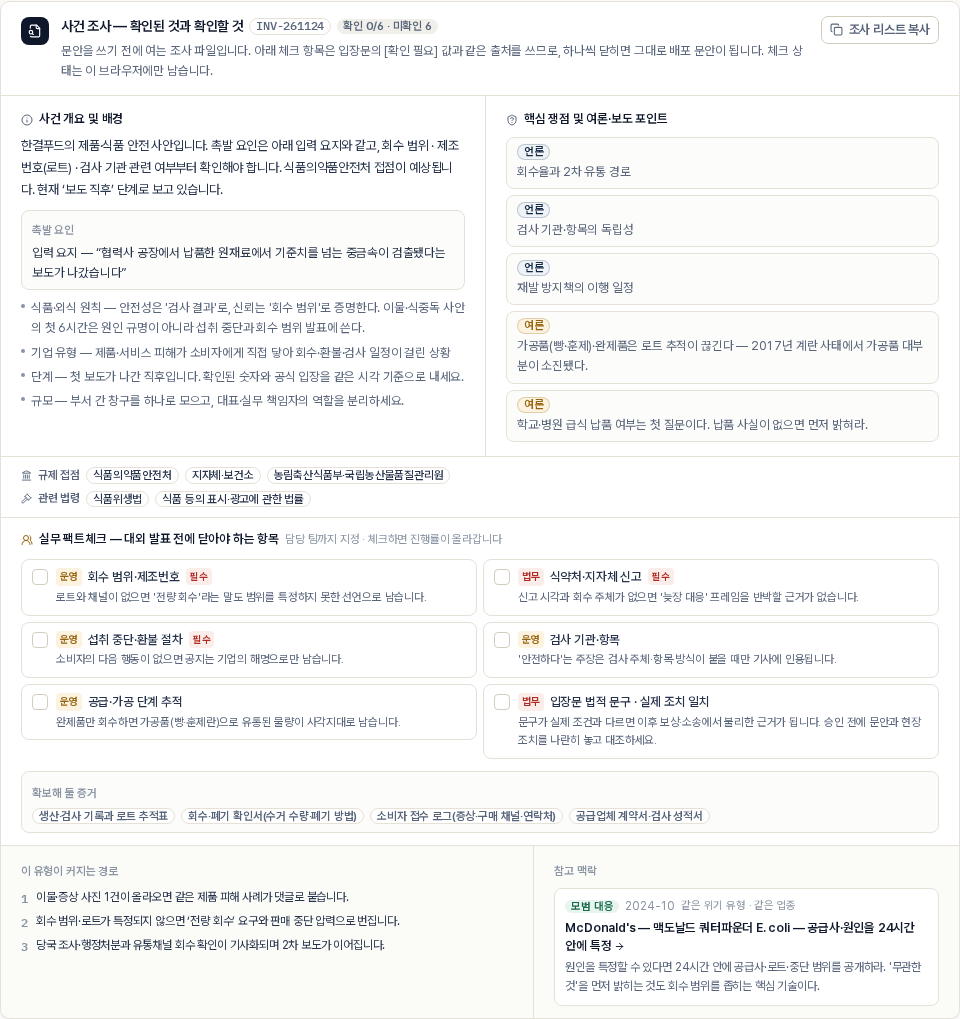 사건 조사 — 확인된 것과 확인할 것 INV-261124 확인 0/6 · 미확인 6
문안을 쓰기 전에 여는 조사 파일입니다. 아래 체크 항목은 입장문의 [확인 필요] 값과 같은 출처를 쓰므로, 하나씩 닫히면 그대로 배포 문안이 됩니다. 체크 상
태는 이 브라우저에만 남습니다.
조사 리스트 복사
사건 개요 및 배경
한결푸드의 제품·식품 안전 사안입니다. 촉발 요인은 아래 입력 요지와 같고, 회수 범위 · 제조
번호(로트) · 검사 기관 관련 여부부터 확인해야 합니다. 식품의약품안전처 접점이 예상됩니
다. 현재 '보도 직후' 단계로 보고 있습니다.
촉발 요인
입력 요지 — “협력사 공장에서 납품한 원재료에서 기준치를 넘는 중금속이 검출됐다는
보도가 나갔습니다”
• 식품·외식 원칙 — 안전성은 '검사 결과'로, 신뢰는 '회수 범위'로 증명한다. 이물·식중독 사안
의 첫 6시간은 원인 규명이 아니라 섭취 중단과 회수 범위 발표에 쓴다.
• 기업 유형 — 제품·서비스 피해가 소비자에게 직접 닿아 회수·환불·검사 일정이 걸린 상황
• 단계 — 첫 보도가 나간 직후입니다. 확인된 숫자와 공식 입장을 같은 시각 기준으로 내세요.
• 규모 — 부서 간 창구를 하나로 모으고, 대표·실무 책임자의 역할을 분리하세요.
핵심 쟁점 및 여론·보도 포인트
언론
회수율과 2차 유통 경로
언론
검사 기관·항목의 독립성
언론
재발 방지책의 이행 일정
여론
가공품(빵·훈제)·완제품은 로트 추적이 끊긴다 — 2017년 계란 사태에서 가공품 대부
분이 소진됐다.
여론
학교·병원 급식 납품 여부는 첫 질문이다. 납품 사실이 없으면 먼저 밝혀라.
규제 접점 식품의약품안전처 지자체·보건소 농림축산식품부·국립농산물품질관리원
관련 법령 식품위생법 식품 등의 표시·광고에 관한 법률
실무 팩트체크 — 대외 발표 전에 닫아야 하는 항목 담당 팀까지 지정 · 체크하면 진행률이 올라갑니다
운영 회수 범위·제조번호 필수
로트와 채널이 없으면 '전량 회수'라는 말도 범위를 특정하지 못한 선언으로 남습니다.
법무 식약처·지자체 신고 필수
신고 시각과 회수 주체가 없으면 '늦장 대응' 프레임을 반박할 근거가 없습니다.
운영 섭취 중단·환불 절차 필수
소비자의 다음 행동이 없으면 공지는 기업의 해명으로만 남습니다.
운영 검사 기관·항목
'안전하다'는 주장은 검사 주체·항목·방식이 붙을 때만 기사에 인용됩니다.
운영 공급·가공 단계 추적
완제품만 회수하면 가공품(빵·훈제란)으로 유통된 물량이 사각지대로 남습니다.
법무 입장문 법적 문구 · 실제 조치 일치
문구가 실제 조건과 다르면 이후 보상·소송에서 불리한 근거가 됩니다. 승인 전에 문안과 현장
조치를 나란히 놓고 대조하세요.
확보해 둘 증거
생산·검사 기록과 로트 추적표 회수·폐기 확인서(수거 수량·폐기 방법) 소비자 접수 로그(증상·구매 채널·연락처) 공급업체 계약서·검사 성적서
이 유형이 커지는 경로
1 이물·증상 사진 1건이 올라오면 같은 제품 피해 사례가 댓글로 붙습니다.
2 회수 범위·로트가 특정되지 않으면 '전량 회수' 요구와 판매 중단 압력으로 번집니다.
3 당국 조사·행정처분과 유통채널 회수 확인이 기사화되며 2차 보도가 이어집니다.
참고 맥락
모범 대응 2024-10 같은 위기 유형 · 같은 업종
McDonald's — 맥도날드 쿼터파운더 E. coli — 공급사·원인을 24시간
안에 특정 →
원인을 특정할 수 있다면 24시간 안에 공급사·로트·중단 범위를 공개하라. '무관한
것'을 먼저 밝히는 것도 회수 범위를 좁히는 핵심 기술이다.